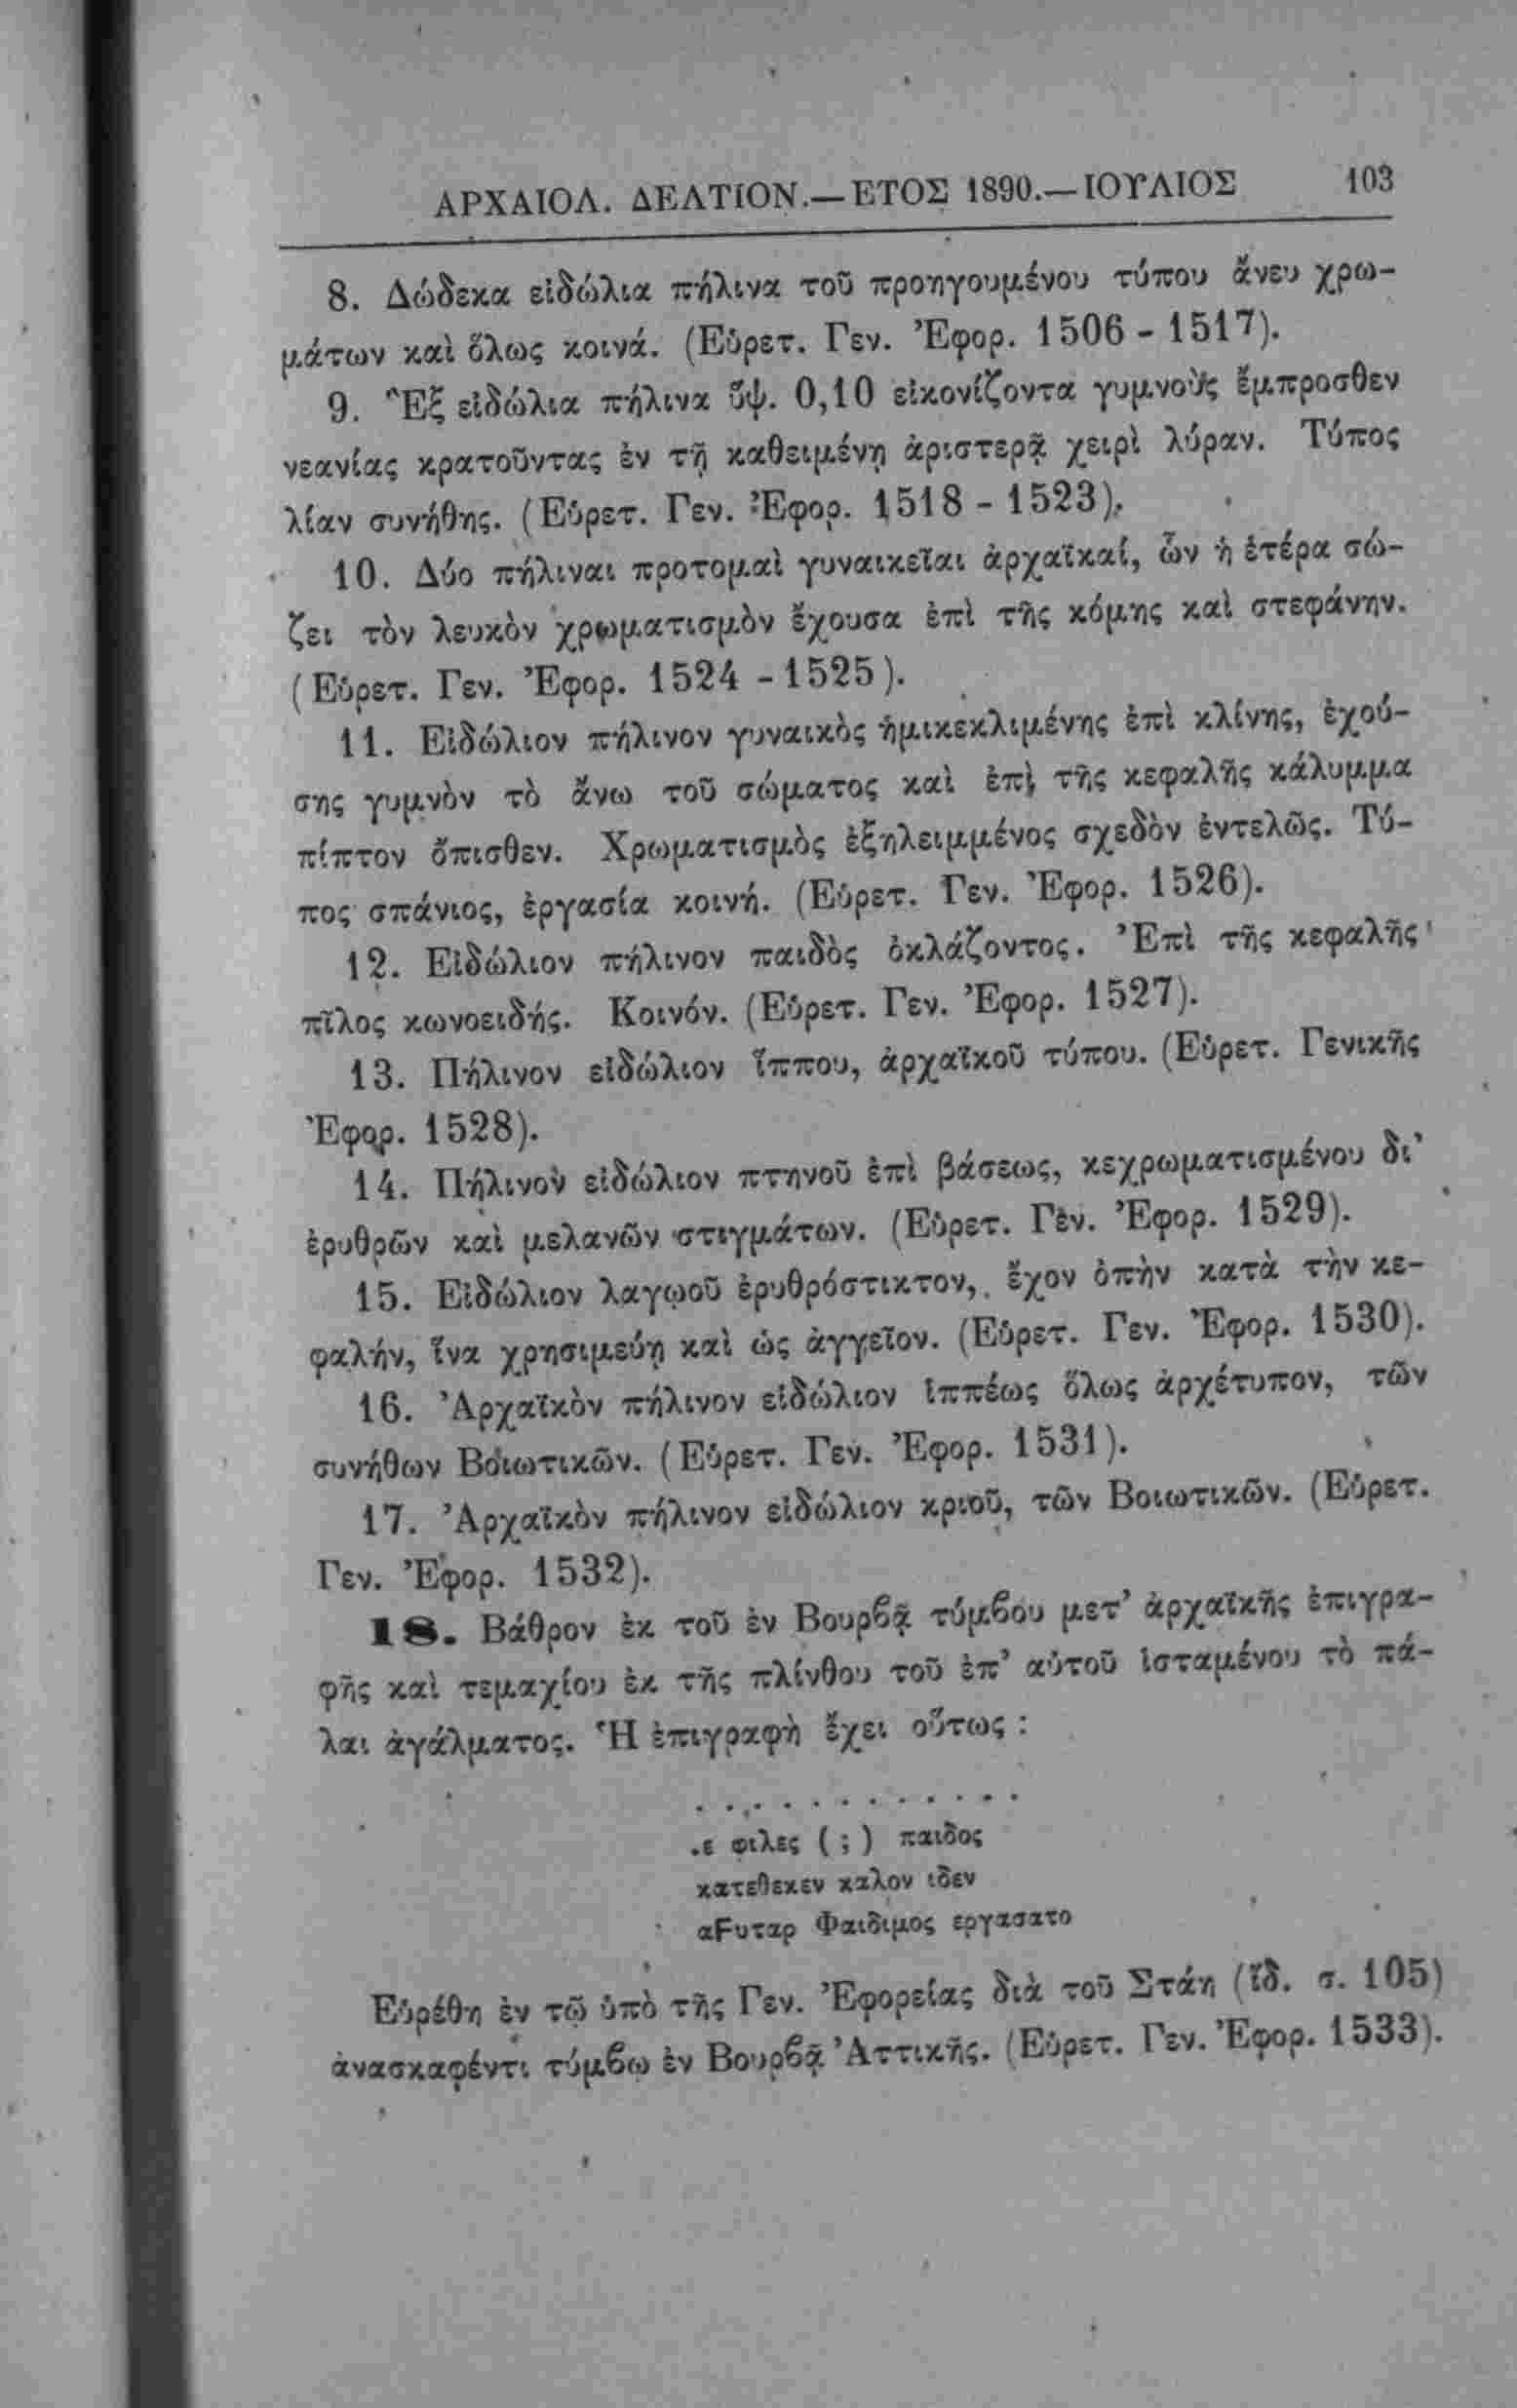 ΑΡΧΑΙΟΛ. ΔΕΛΤΙΟΝ.—ΕΤΟΣ 1890.—ΙΟΥΛΙΟΣ 103
8. Δώδεκα εἰδώλια πήλινα τοῦ προηγουμένου τύπου ἄνευ χρω-
μάτων καὶ ὅλως κοινά. (Εὑρετ. Γεν. Ἐφορ. 1506 - 1517).
9. Ἓξ εἰδώλια πήλινα ὕψ. 0,10 εἰκονίζοντα γυμνοὺς ἔμπροσθεν
νεανίας κρατοῦντας ἐν τῇ καθειμένῃ ἀριστερᾷ χειρὶ λύραν. Τύπος
λίαν συνήθης. (Εὑρετ. Γεν. Ἐφορ. 1518 - 1523).
10. Δύο πήλιναι προτομαὶ γυναικεῖαι ἀρχαϊκαί, ὧν ἡ ἑτέρα σώ-
ζει τὸν λευκὸν χρωματισμὸν ἔχουσα ἐπὶ τῆς κόμης καὶ στεφάνην.
(Εὑρετ. Γεν. Ἐφορ. 1524 - 1525).
11. Εἰδώλιον πήλινον γυναικὸς ἡμικεκλιμένης ἐπὶ κλίνης, ἐχού-
σης γυμνὸν τὸ ἄνω τοῦ σώματος καὶ ἐπὶ τῆς κεφαλῆς κάλυμμα
πίπτον ὄπισθεν. Χρωματισμὸς ἐξηλειμμένος σχεδὸν ἐντελῶς. Τύ-
πος σπάνιος, ἐργασία κοινή. (Εὑρετ. Γεν. Ἐφορ. 1526).
12. Εἰδώλιον πήλινον παιδὸς ὀκλάζοντος. Ἐπὶ τῆς κεφαλῆς
πῖλος κωνοειδής. Κοινόν. (Εὑρετ. Γεν. Ἐφορ. 1527).
13. Πήλινον εἰδώλιον ἵππου, ἀρχαϊκοῦ τύπου. (Εὑρετ. Γενικῆς
Ἐφορ. 1528).
14. Πήλινον εἰδώλιον πτηνοῦ ἐπὶ βάσεως, κεχρωματισμένου δι'
ἐρυθρῶν καὶ μελανῶν στιγμάτων. (Εὑρετ. Γεν. Ἐφορ. 1529).
15. Εἰδώλιον λαγωοῦ ἐρυθρόστικτον, ἔχον ὀπὴν κατὰ τὴν κε-
φαλήν, ἵνα χρησιμεύῃ καὶ ὡς ἀγγεῖον. (Εὑρετ. Γεν. Ἐφορ. 1530).
16. Ἀρχαϊκὸν πήλινον εἰδώλιον ἱππέως ὅλως ἀρχέτυπον, τῶν
συνήθων Βοιωτικῶν. (Εὑρετ. Γεν. Ἐφορ. 1531).
17. Ἀρχαϊκὸν πήλινον εἰδώλιον κριοῦ, τῶν Βοιωτικῶν. (Εὑρετ.
Γεν. Ἐφορ. 1532).
18. Βάθρον ἐκ τοῦ ἐν Βουρϐᾷ τύμϐου μετ' ἀρχαϊκῆς ἐπιγρα-
φῆς καὶ τεμαχίου ἐκ τῆς πλίνθου τοῦ ἐπ' αὐτοῦ ἱσταμένου τὸ πά-
λαι ἀγάλματος. Ἡ ἐπιγραφὴ ἔχει οὕτως :
. . . . . . . . . . . .
.ε φιλες ( ; ) παιδος
κατεθεκεν καλον ιδεν
αϜυταρ Φαιδιμος εργασατο
Εὑρέθη ἐν τῷ ὑπὸ τῆς Γεν. Ἐφορείας διὰ τοῦ Στάη (ἴδ. σ. 105)
ἀνασκαφέντι τύμϐω ἐν Βουρϐᾷ Ἀττικῆς. (Εὑρετ. Γεν. Ἐφορ. 1533).